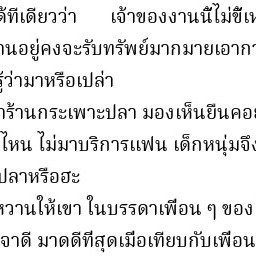 ด้ทีเดียวว่า เจ้าของงานนี้ไม่ขี้เห
านอยู่คงจะรับทรัพย์มากมายเอากา
รู้ว่ามาหรือเปล่า
าร้านกระเพาะปลา มองเห็นยืนคอย
ไหน ไม่มาบริการแฟน เด็กหนุ่มจึง
ปลาหรือฮะ
หวานให้เขา ในบรรดาเพื่อน ๆ ของ
จาดี มาดดีที่สุดเมื่อเทียบกับเพื่อน